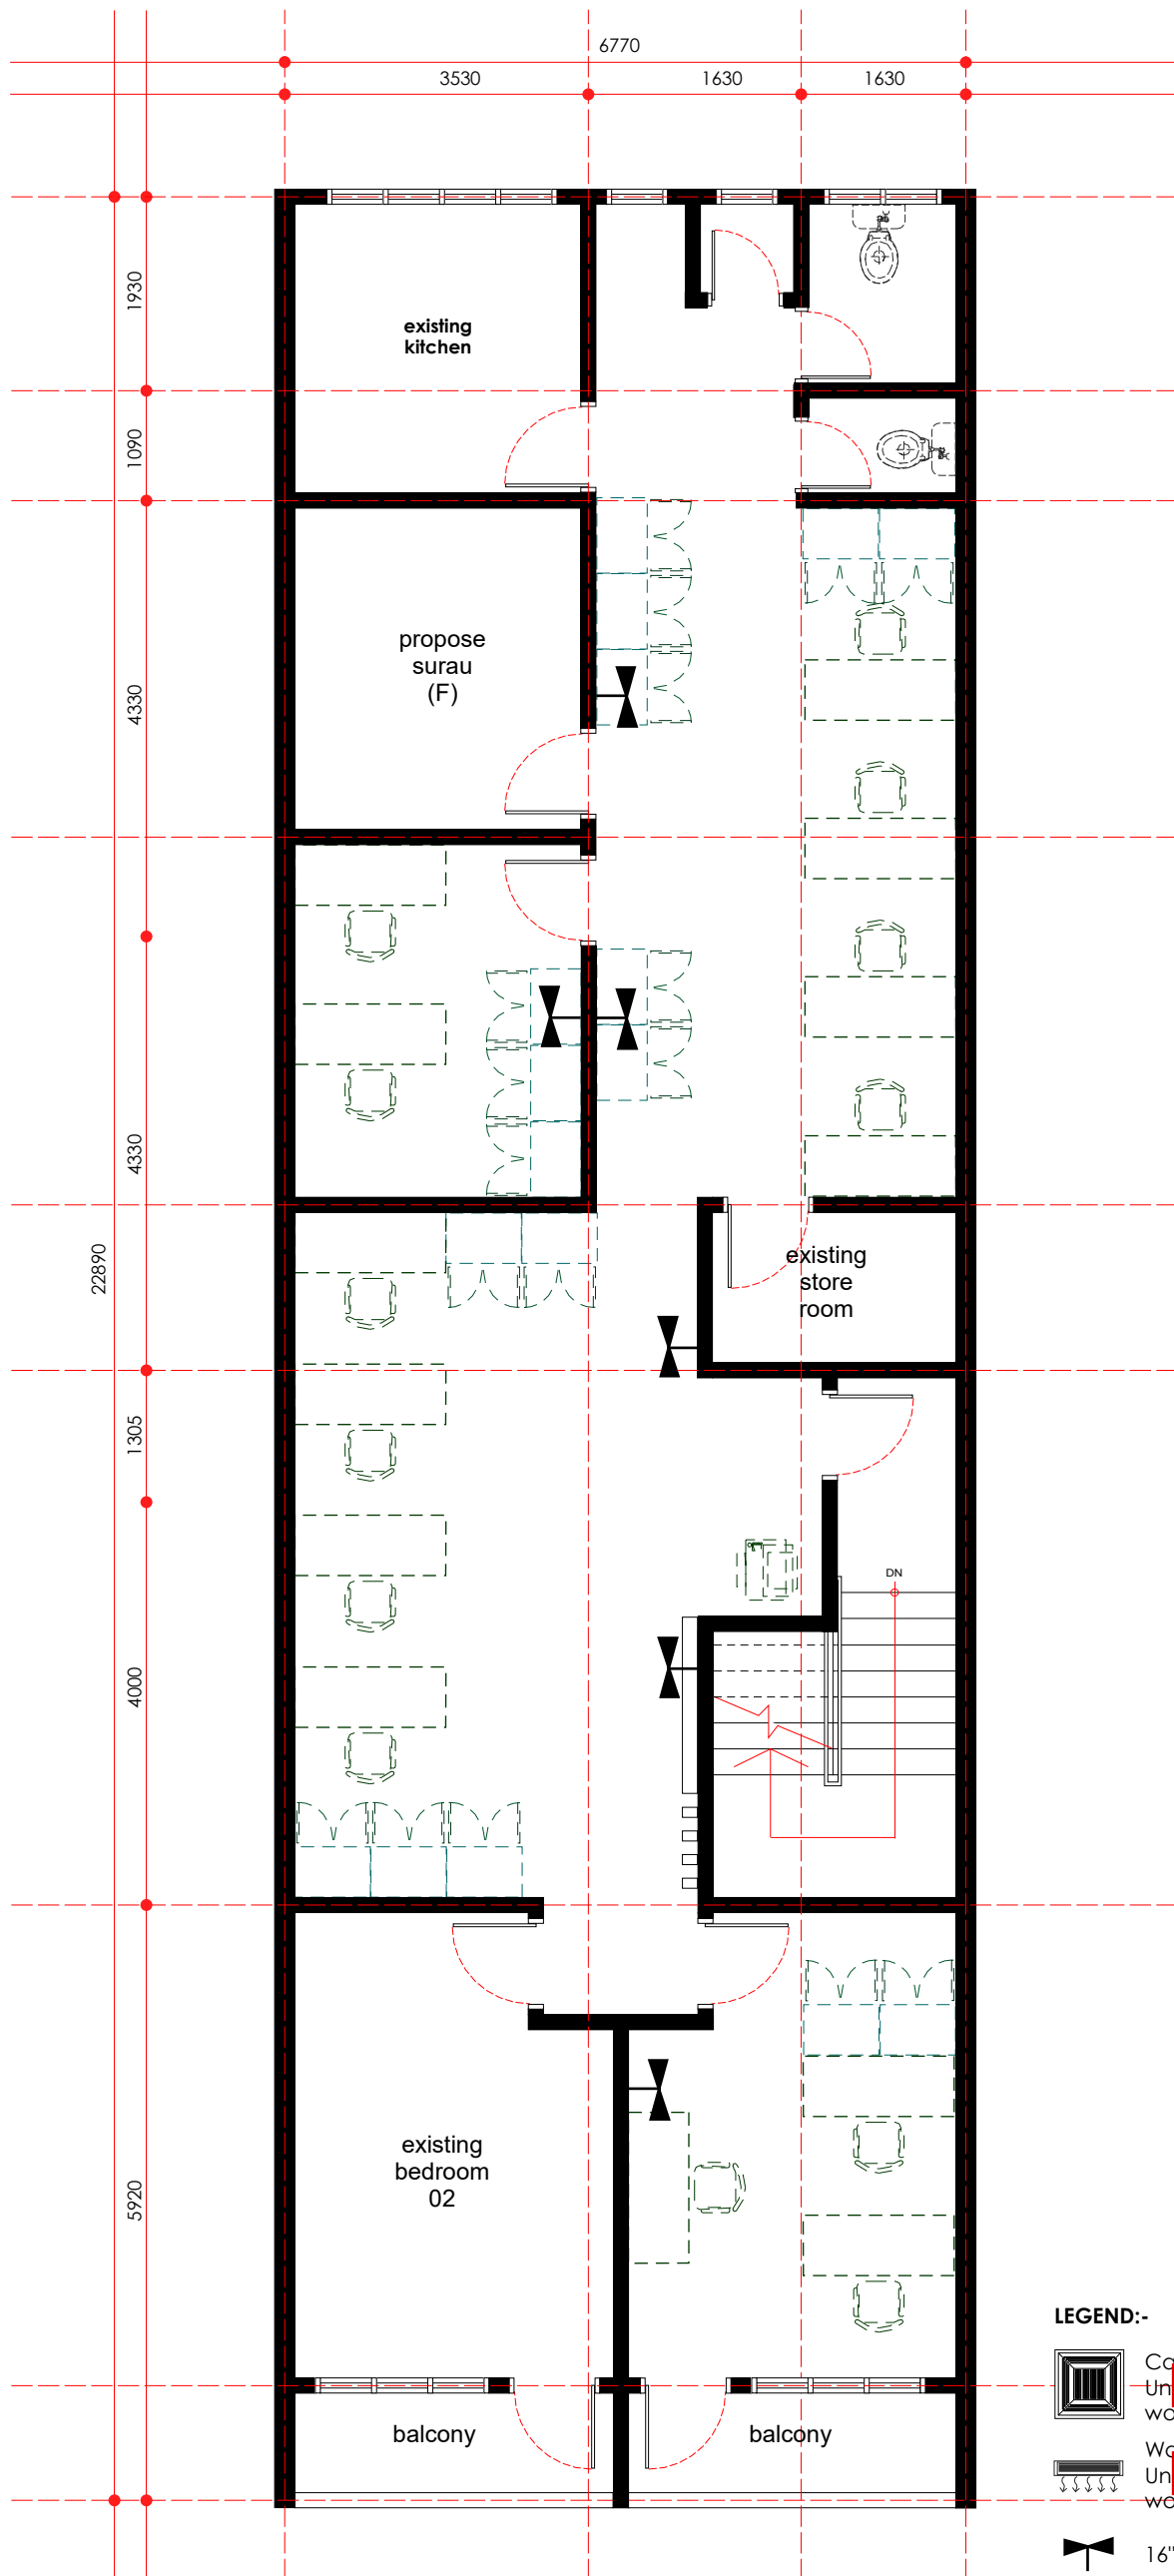 6770
3530
1630
1630
1930
existing
kitchen
1090
propose
surau
(F)
4330
4330
22890
existing
store
room
1305
DN
4000
existing
bedroom
02
5920
LEGEND:-
balcony
balcony
16"